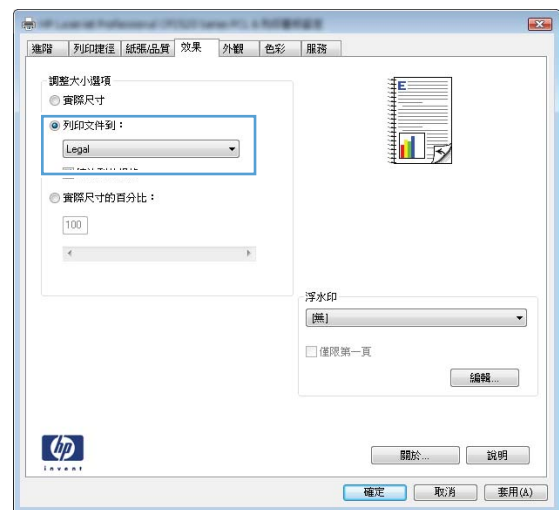 進階 列印捷徑 紙張/品質 效果 外觀 色彩 服務
調整大小選項
實際尺寸
列印文件到：
Legal
實際尺寸的百分比：
100
浮水印
[無]
僅限第一頁
編輯...
E
hp
invent
關於... 說明
確定 取消 套用(A)